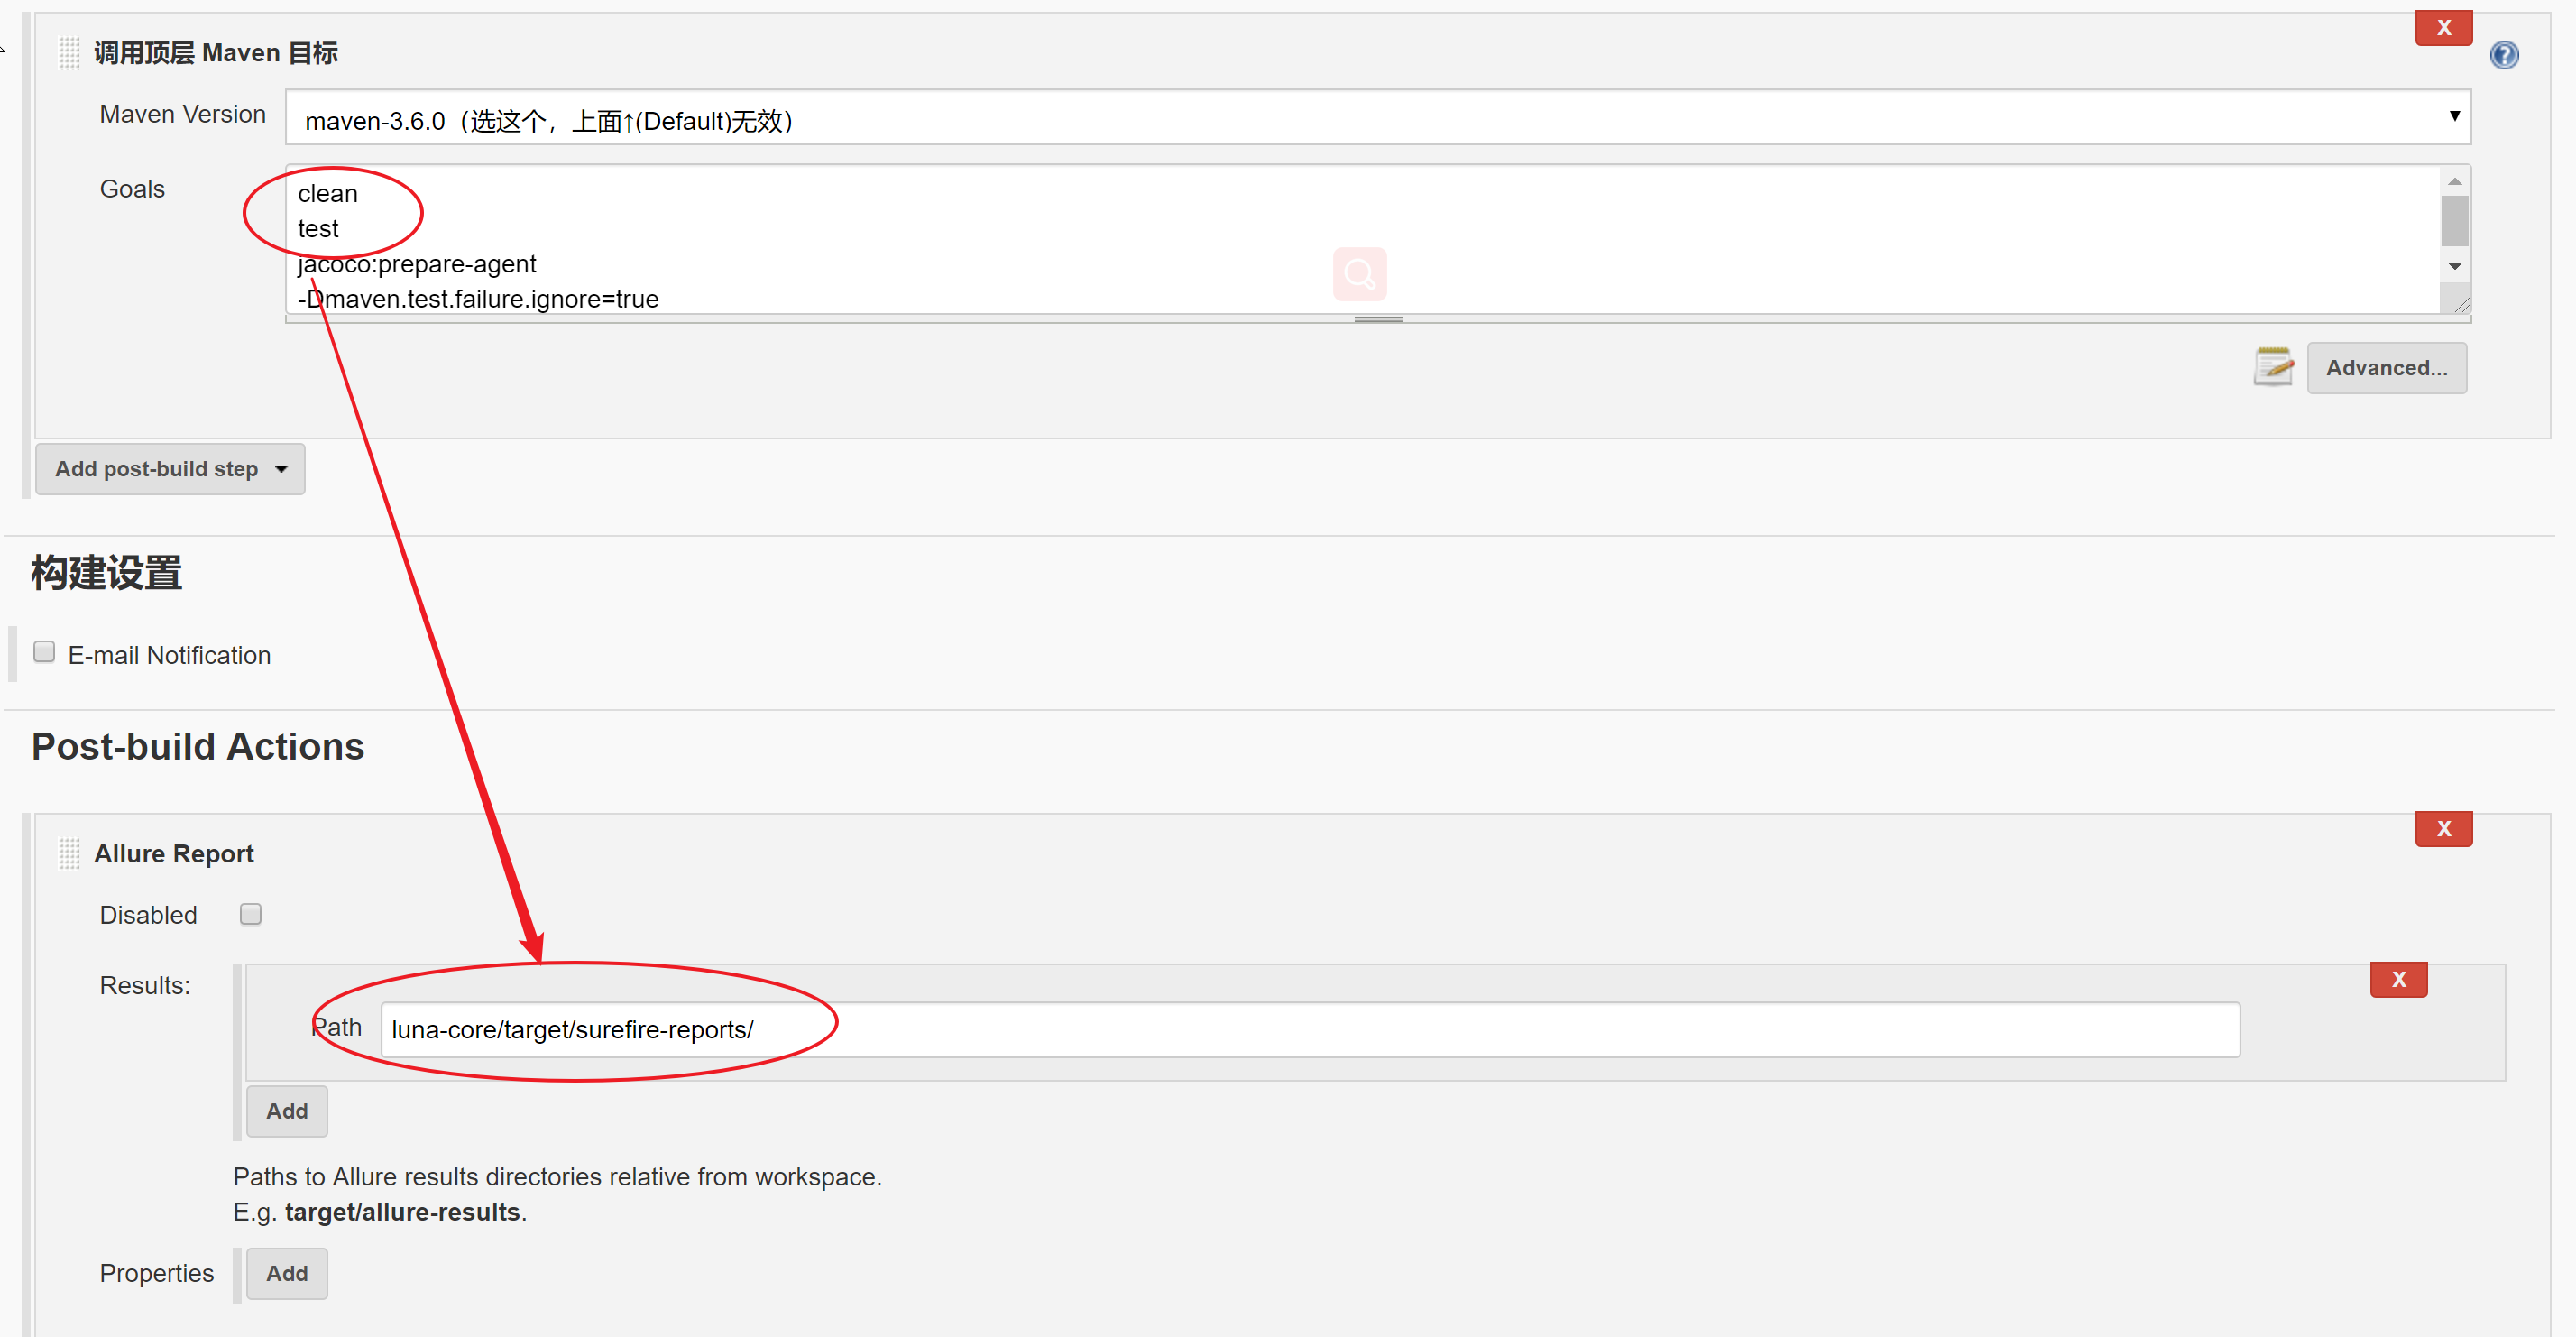 调用顶层 Maven 目标
X
?
Maven Version
maven-3.6.0（选这个，上面↑(Default)无效）
Goals
clean
test
jacoco:prepare-agent
-Dmaven.test.failure.ignore=true
Advanced...
Add post-build step
构建设置
E-mail Notification
Post-build Actions
X
Allure Report
Disabled
Results:
X
Path
luna-core/target/surefire-reports/
Add
Paths to Allure results directories relative from workspace.
E.g. target/allure-results.
Properties
Add